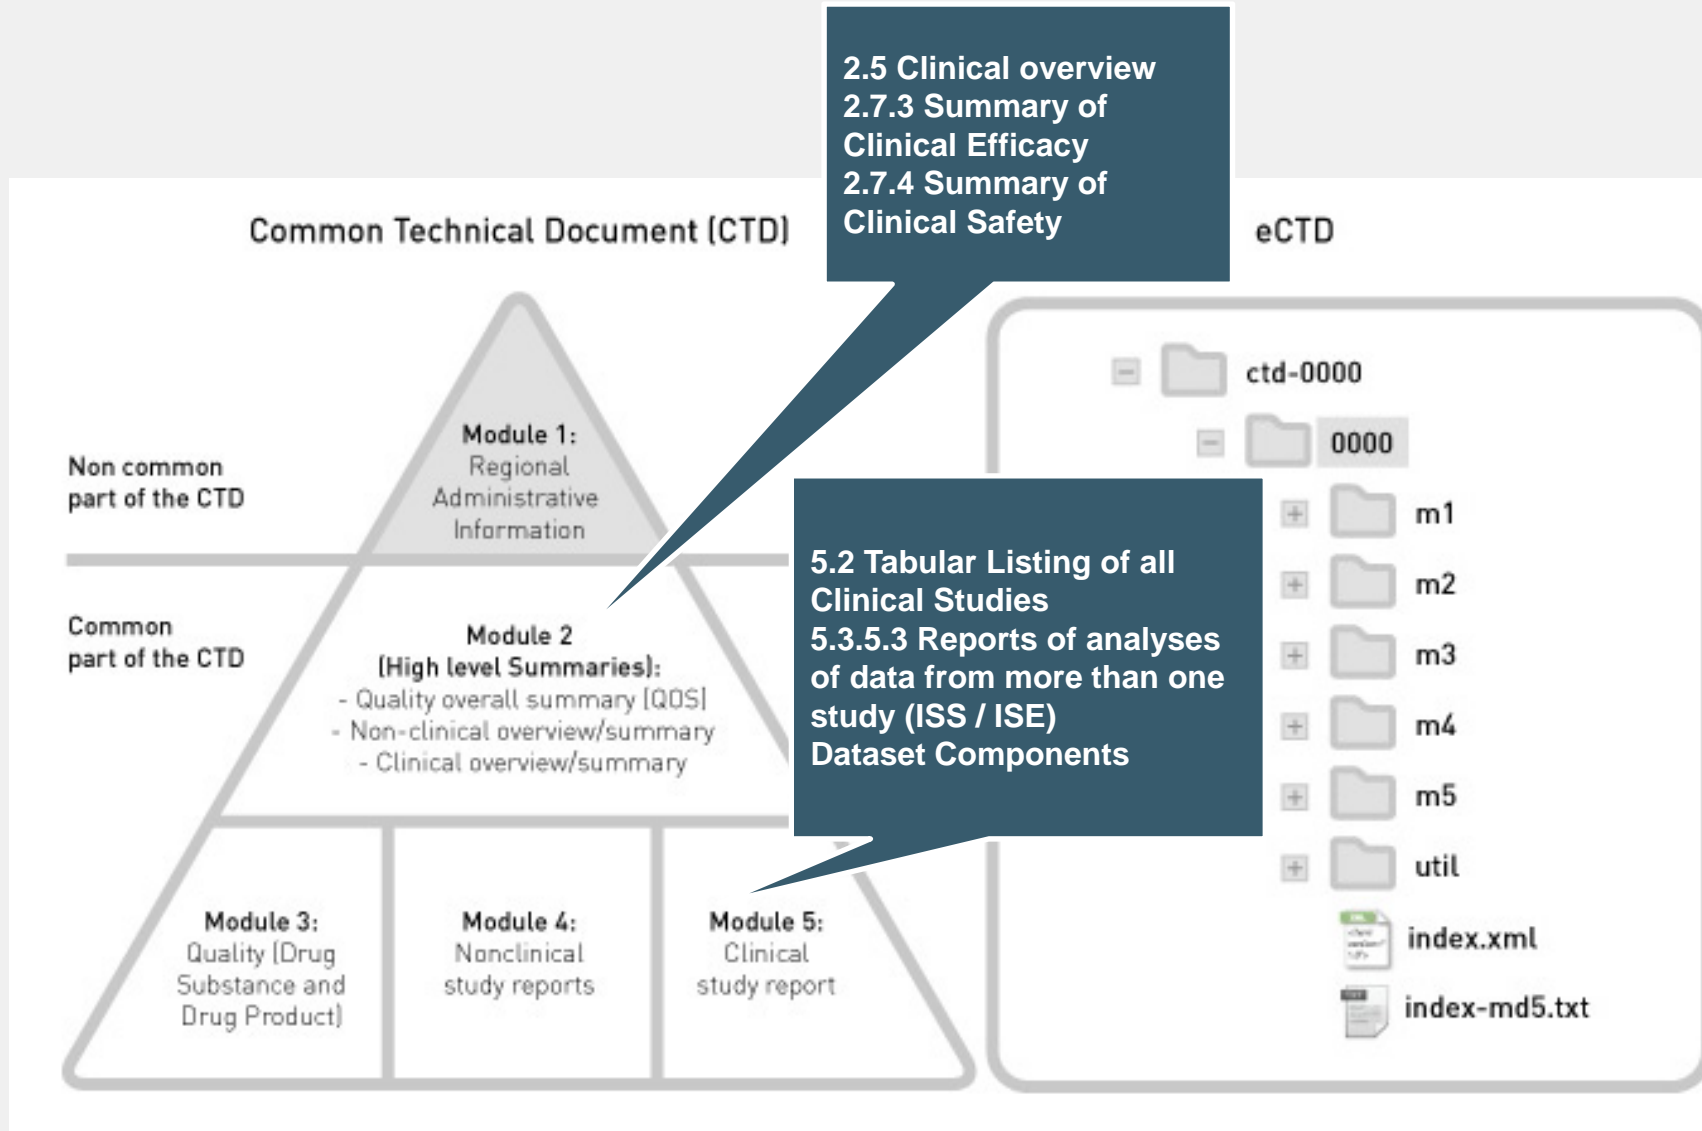 2.5 Clinical overview
2.7.3 Summary of
Clinical Efficacy
2.7.4 Summary of
Clinical Safety
Common Technical Document (CTD)
eCTD
Non common
part of the CTD
Module 1:
Regional
Administrative
Information
Common
part of the CTD
Module 2
(High level Summaries):
- Quality overall summary (QOS)
- Non-clinical overview/summary
- Clinical overview/summary
5.2 Tabular Listing of all
Clinical Studies
5.3.5.3 Reports of analyses
of data from more than one
study (ISS / ISE)
Dataset Components
Module 3:
Quality (Drug
Substance and
Drug Product)
Module 4:
Nonclinical
study reports
Module 5:
Clinical
study report
ctd-0000
0000
m1
m2
m3
m4
m5
util
index.xml
index-md5.txt